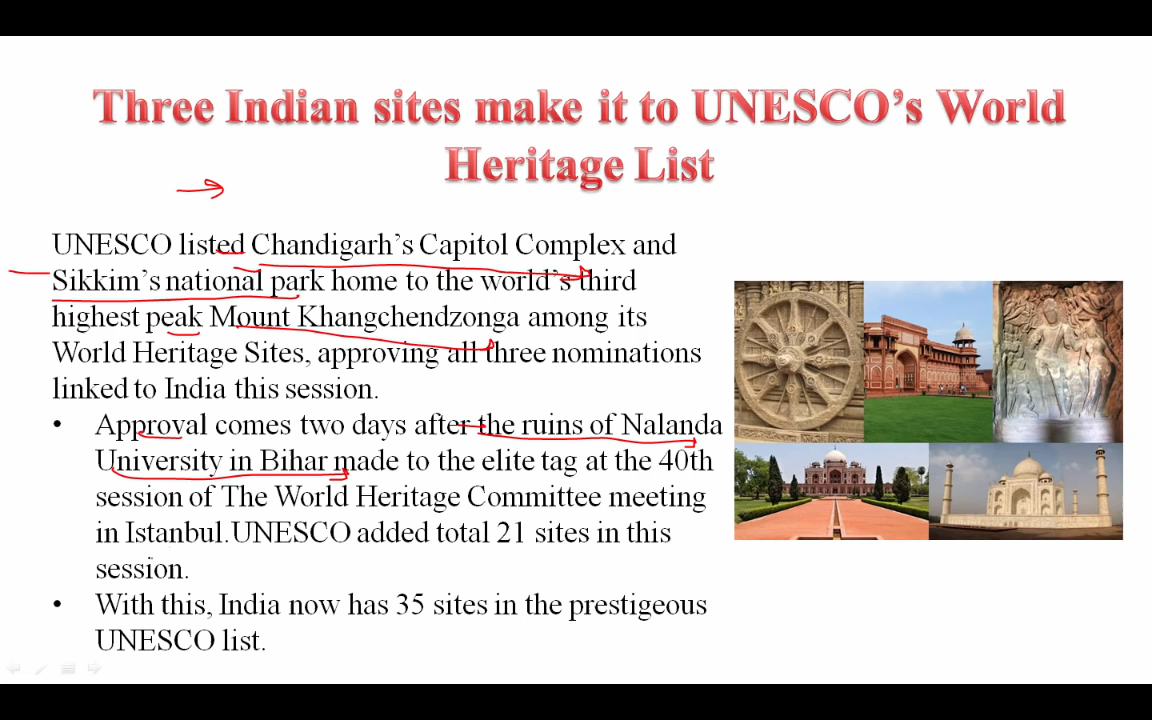 Three Indian sites make it to UNESCO's World
Heritage List
UNESCO listed Chandigarh's Capitol Complex and
Sikkim's national park home to the world's third
highest peak Mount Khangchendzonga among its
World Heritage Sites, approving all three nominations
linked to India this session.
• Approval comes two days after the ruins of Nalanda
University in Bihar made to the elite tag at the 40th
session of The World Heritage Committee meeting
in Istanbul.UNESCO added total 21 sites in this
session.
• With this, India now has 35 sites in the prestigeous
UNESCO list.